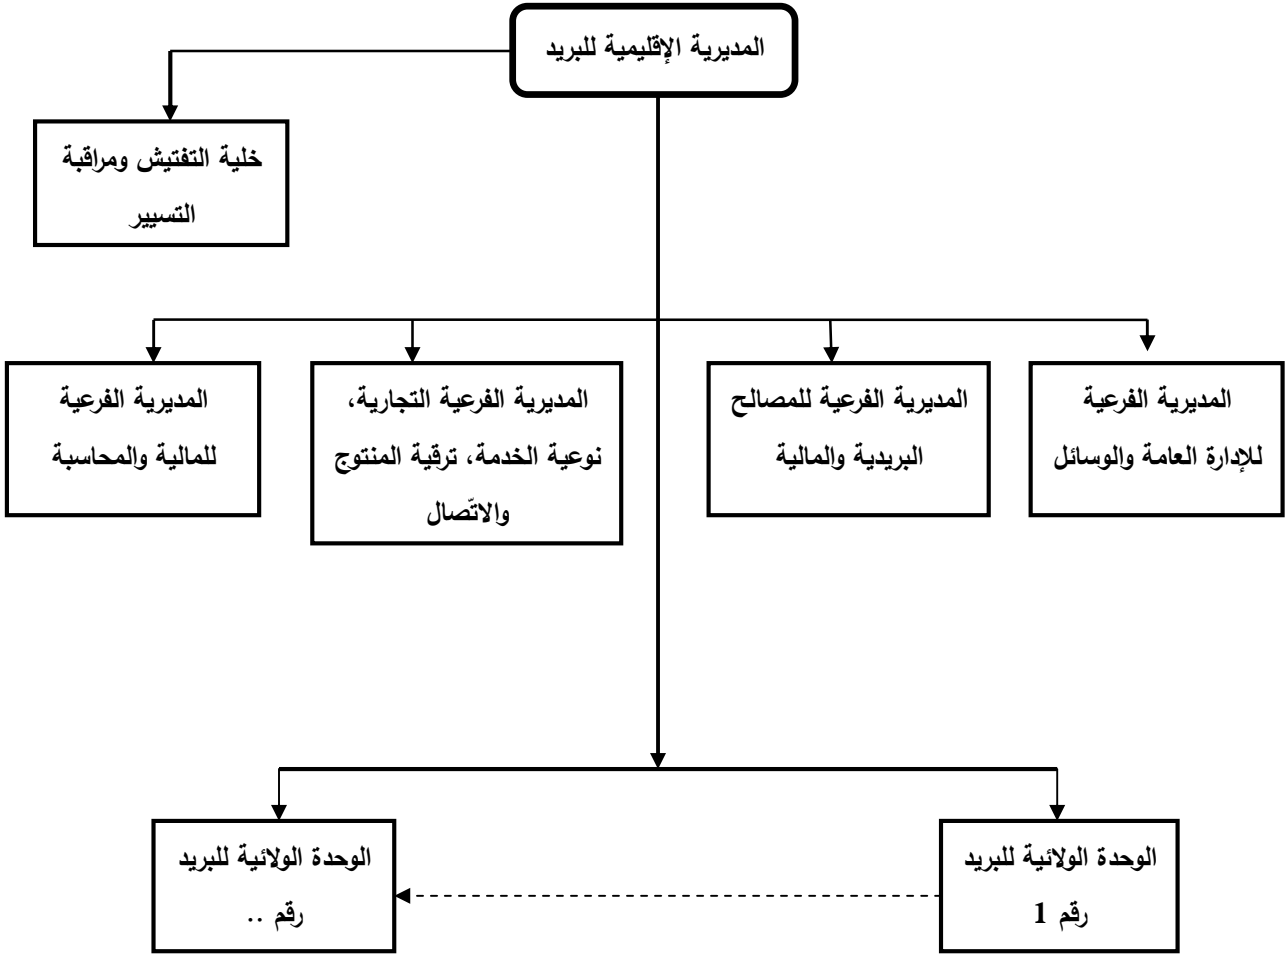 المديرية الإقليمية للبريد
خلية التفتيش ومراقبة
التسيير
المديرية الفرعية
للإدارة العامة والوسائل
المديرية الفرعية للمصالح
البريدية والمالية
المديرية الفرعية التجارية،
نوعية الخدمة، ترقية المنتوج
والاتّصال
المديرية الفرعية
للمالية والمحاسبة
الوحدة الولائية للبريد
رقم 1
الوحدة الولائية للبريد
رقم ..